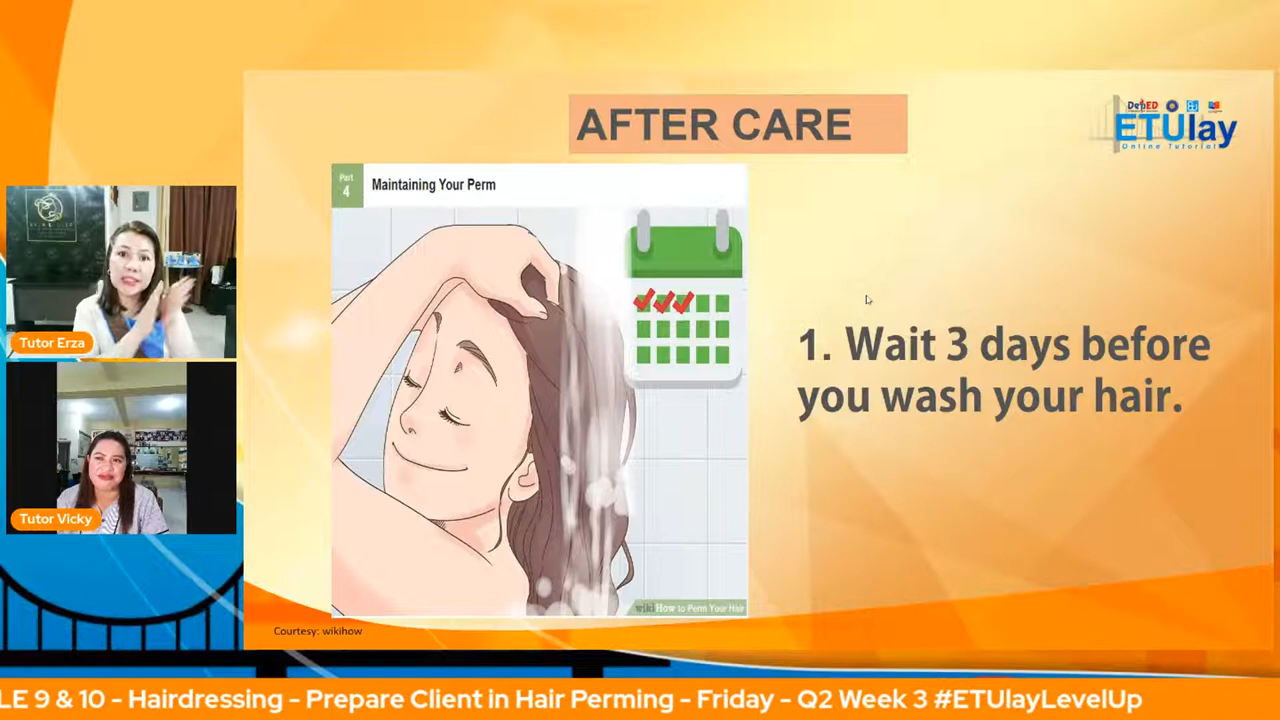 AFTER CARE
DepED
ETUlay
Online Tutorial
Part
4
Maintaining Your Perm
1. Wait 3 days before
you wash your hair.
Tutor Erza
Tutor Vicky
wikiHow to Perm Your Hair
Courtesy: wikihow
LE 9 & 10 - Hairdressing - Prepare Client in Hair Perming - Friday - Q2 Week 3 #ETUlayLevelUp